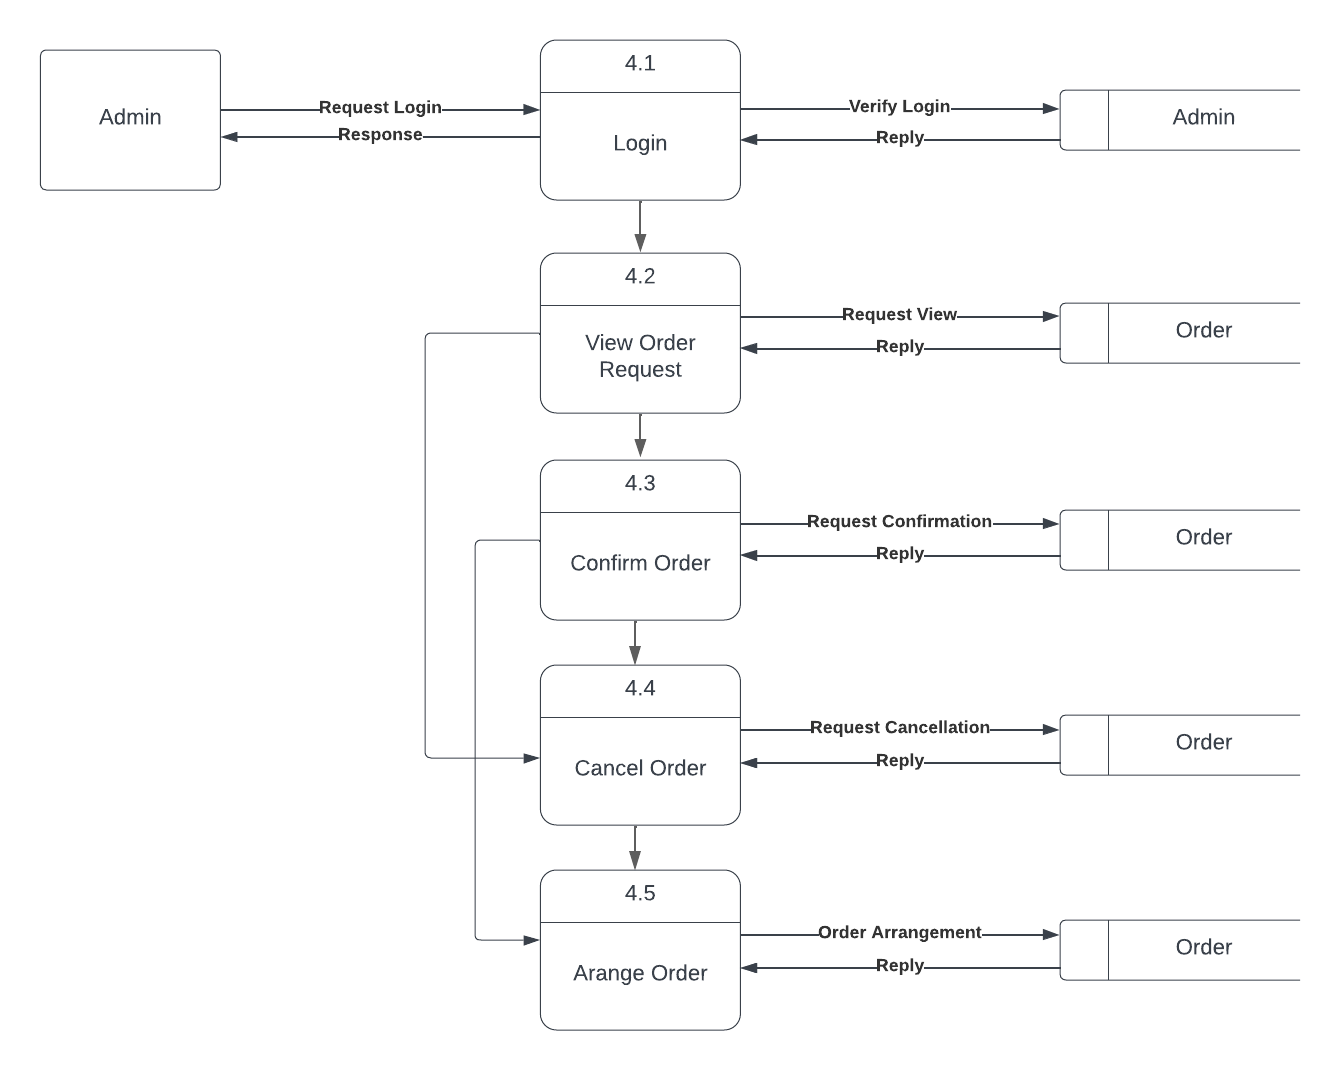 4.1
Admin
Request Login
Response
Login
Verify Login
Reply
Admin
4.2
View Order
Request
Request View
Reply
Order
4.3
Confirm Order
Request Confirmation
Reply
Order
4.4
Cancel Order
Request Cancellation
Reply
Order
4.5
Arange Order
Order Arrangement
Reply
Order